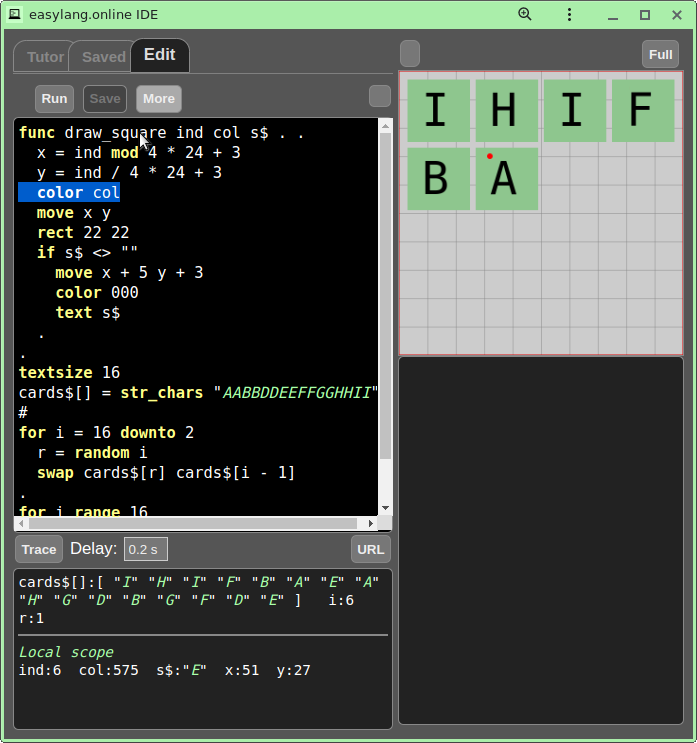 easylang.online IDE
Tutor Saved Edit
Run Save More
func draw_square ind col s$ . .
x = ind mod 4 * 24 + 3
y = ind / 4 * 24 + 3
color col
move x y
rect 22 22
if s$ <> ""
move x + 5 y + 3
color 000
text s$
.
.
textsize 16
cards$[] = str_chars "AABBDDEEFFGGHHII"
#
for i = 16 downto 2
r = random i
swap cards$[r] cards$[i - 1]
.
for i range 16
Trace Delay: 0.2 s URL
cards$[]:[ "I" "H" "I" "F" "B" "A" "E" "A"
"H" "G" "D" "B" "G" "F" "D" "E" ] i:6
r:1
Local scope
ind:6 col:575 s$:"E" x:51 y:27
Full
I H I F
B A